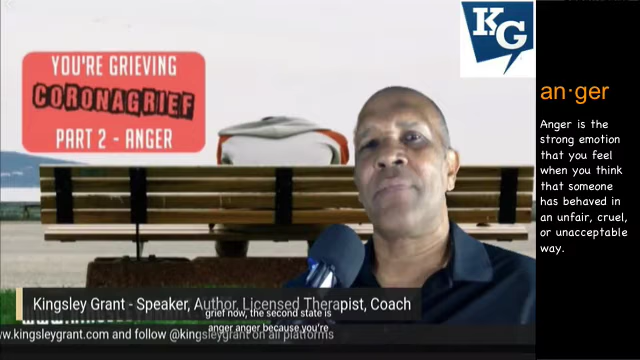 KG
YOU'RE GRIEVING
CORONAGRIEF
PART 2 - ANGER
an·ger
Anger is the
strong emotion
that you feel
when you think
that someone
has behaved in
an unfair, cruel,
or unacceptable
way.
Kingsley Grant - Speaker, Author, Licensed Therapist, Coach
grief now, the second state is
anger anger because you're
w.kingsleygrant.com and follow @kingsleygrant on all platforms